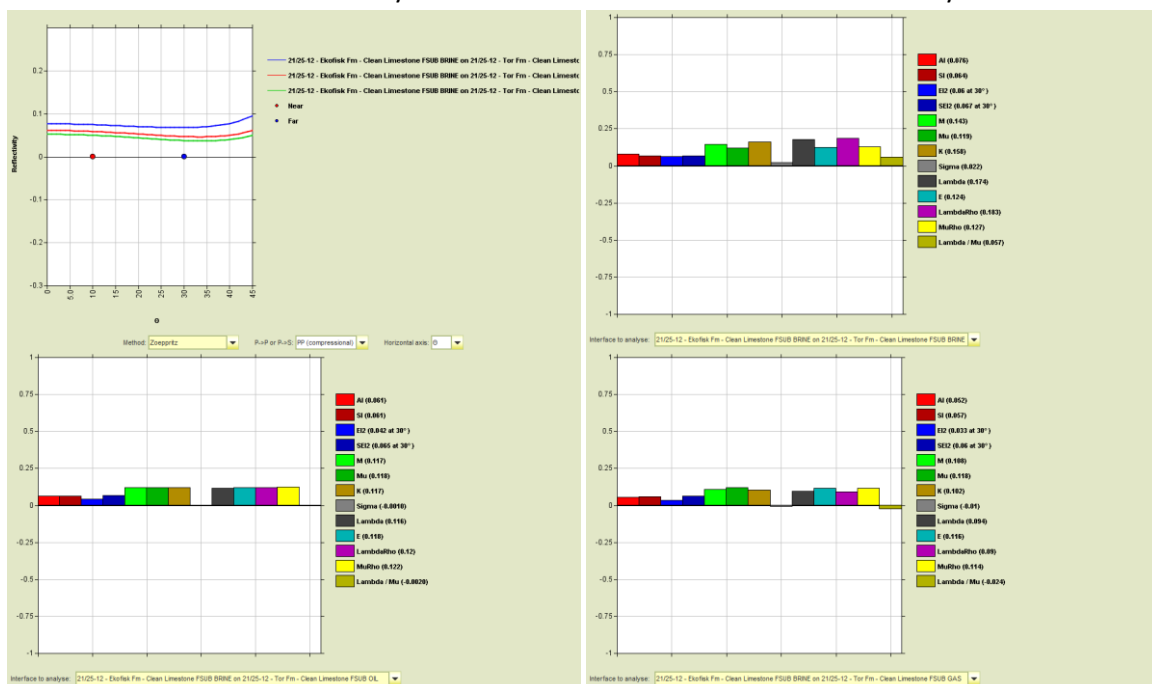 0.2
0.1
0
-0.1
-0.2
-0.3
Reflectivity
0
5.0
10
15
20
25
30
35
40
45
Θ
21/25-12 - Ekofisk Fm - Clean Limestone FSUB BRINE on 21/25-12 - Tor Fm - Clean Limesto
21/25-12 - Ekofisk Fm - Clean Limestone FSUB BRINE on 21/25-12 - Tor Fm - Clean Limesto
21/25-12 - Ekofisk Fm - Clean Limestone FSUB BRINE on 21/25-12 - Tor Fm - Clean Limesto
Near
Far
Method: Zoeppritz P->P or P->S: PP (compressional) Horizontal axis: Θ
1
0.75
0.5
0.25
0
-0.25
-0.5
-0.75
-1
AI (0.076)
SI (0.064)
EI2 (0.06 at 30°)
SEI2 (0.067 at 30°)
M (0.143)
Mu (0.119)
K (0.158)
Sigma (0.022)
Lambda (0.174)
E (0.124)
LambdaRho (0.183)
MuRho (0.127)
Lambda / Mu (0.057)
Interface to analyse: 21/25-12 - Ekofisk Fm - Clean Limestone FSUB BRINE on 21/25-12 - Tor Fm - Clean Limestone FSUB BRINE
1
0.75
0.5
0.25
0
-0.25
-0.5
-0.75
-1
AI (0.061)
SI (0.061)
EI2 (0.042 at 30°)
SEI2 (0.066 at 30°)
M (0.117)
Mu (0.118)
K (0.117)
Sigma (-0.0010)
Lambda (0.116)
E (0.118)
LambdaRho (0.12)
MuRho (0.122)
Lambda / Mu (-0.0020)
Interface to analyse: 21/25-12 - Ekofisk Fm - Clean Limestone FSUB BRINE on 21/25-12 - Tor Fm - Clean Limestone FSUB OIL
1
0.75
0.5
0.25
0
-0.25
-0.5
-0.75
-1
AI (0.052)
SI (0.057)
EI2 (0.033 at 30°)
SEI2 (0.06 at 30°)
M (0.108)
Mu (0.118)
K (0.102)
Sigma (-0.01)
Lambda (0.094)
E (0.116)
LambdaRho (0.09)
MuRho (0.114)
Lambda / Mu (-0.024)
Interface to analyse: 21/25-12 - Ekofisk Fm - Clean Limestone FSUB BRINE on 21/25-12 - Tor Fm - Clean Limestone FSUB GAS